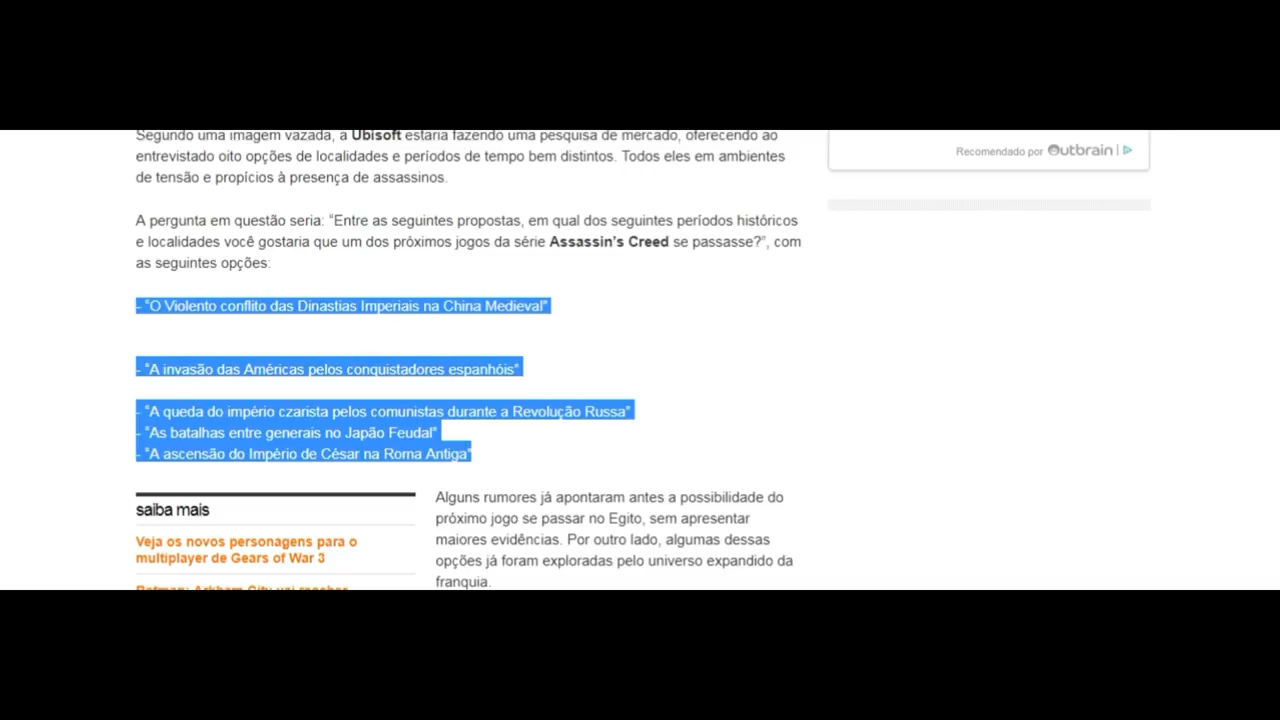 Segundo uma imagem vazada, a Ubisoft estaria fazendo uma pesquisa de mercado, oferecendo ao
entrevistado oito opções de localidades e períodos de tempo bem distintos. Todos eles em ambientes
de tensão e propícios à presença de assassinos.
Recomendado por Outbrain |
A pergunta em questão seria: “Entre as seguintes propostas, em qual dos seguintes períodos históricos
e localidades você gostaria que um dos próximos jogos da série Assassin’s Creed se passasse?”, com
as seguintes opções:
- “O Violento conflito das Dinastias Imperiais na China Medieval”
- “A invasão das Américas pelos conquistadores espanhóis”
- “A queda do império czarista pelos comunistas durante a Revolução Russa”
- “As batalhas entre generais no Japão Feudal”
- “A ascensão do Império de César na Roma Antiga”
saiba mais
Veja os novos personagens para o
multiplayer de Gears of War 3
Batman: Arkham City vai receber
Alguns rumores já apontaram antes a possibilidade do
próximo jogo se passar no Egito, sem apresentar
maiores evidências. Por outro lado, algumas dessas
opções já foram exploradas pelo universo expandido da
franquia.